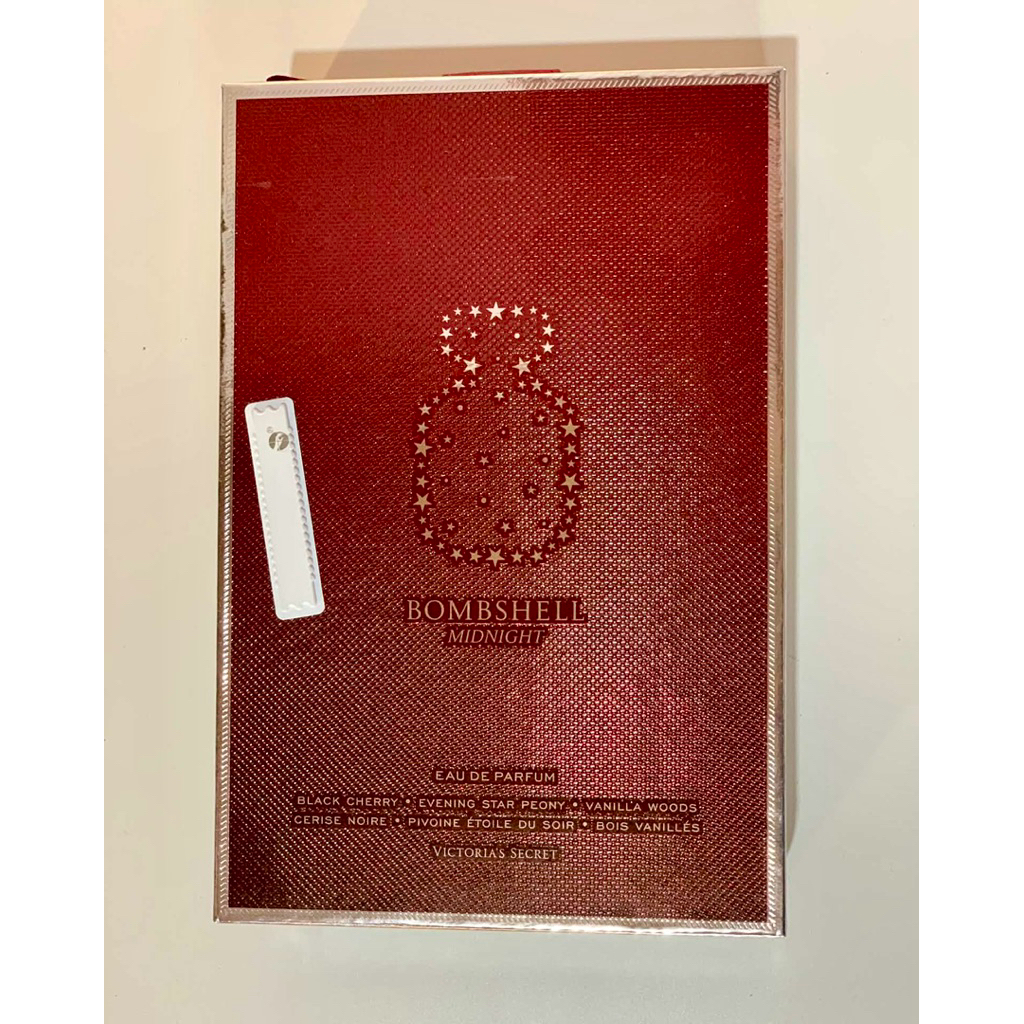 BOMBSHELL
MIDNIGHT
EAU DE PARFUM
BLACK CHERRY • EVENING STAR PEONY • VANILLA WOODS
CERISE NOIRE • PIVOINE ÉTOILE DU SOIR • BOIS VANILLÉS
VICTORIA'S SECRET